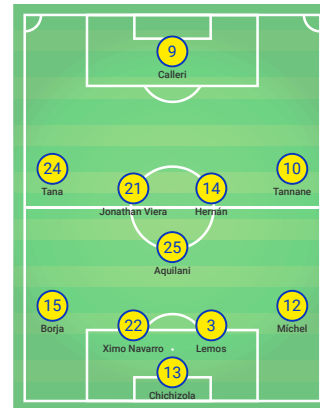 9
Calleri
24
Tana
10
Tannane
21
Jonathan Viera
14
Hernán
25
Aquilani
15
Borja
12
Míchel
22
Ximo Navarro
3
Lemos
13
Chichizola